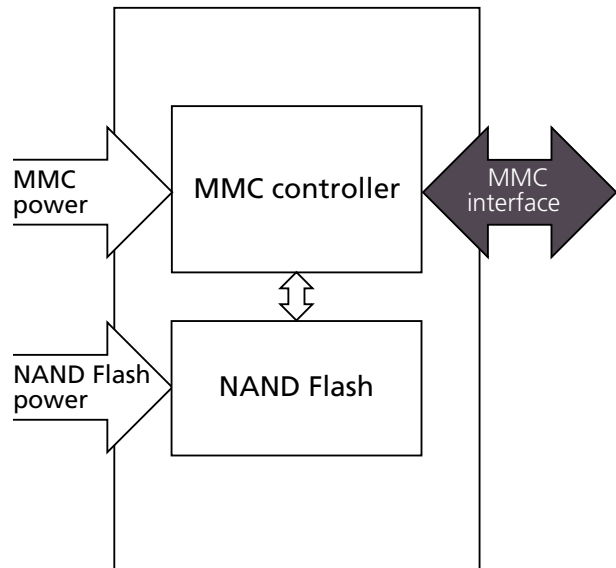 MMC
power
MMC controller
MMC
interface
NAND Flash
power
NAND Flash